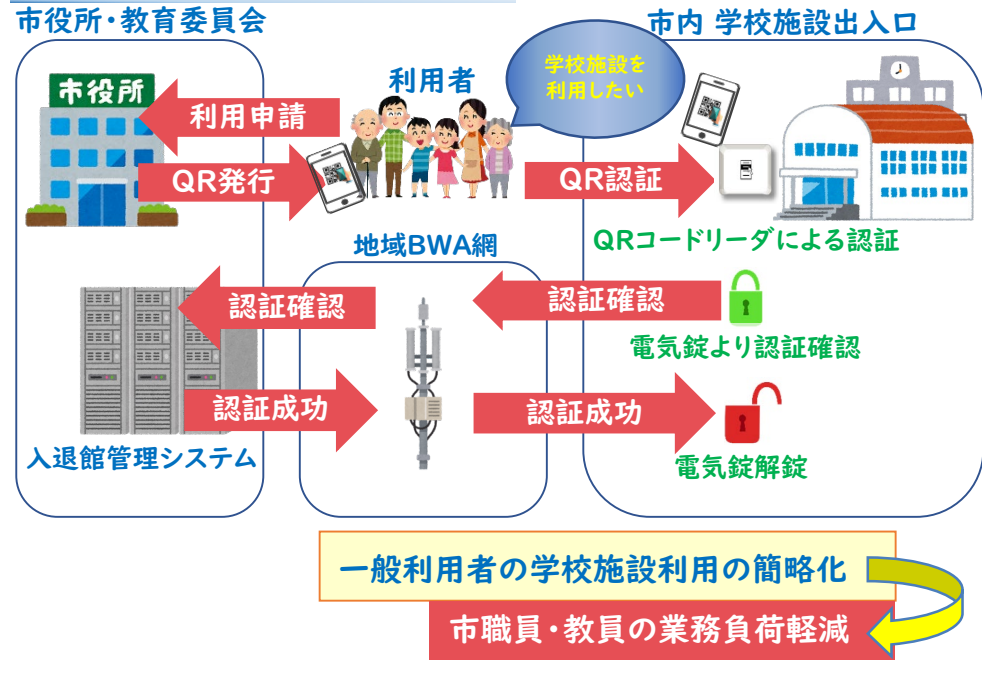 市役所・教育委員会
市内 学校施設出入口
市役所
利用者
学校施設を
利用したい
利用申請
QR発行
QR認証
QRコードリーダによる認証
地域BWA網
認証確認
認証確認
電気錠より認証確認
認証成功
認証成功
入退館管理システム
電気錠解錠
一般利用者の学校施設利用の簡略化
市職員・教員の業務負荷軽減